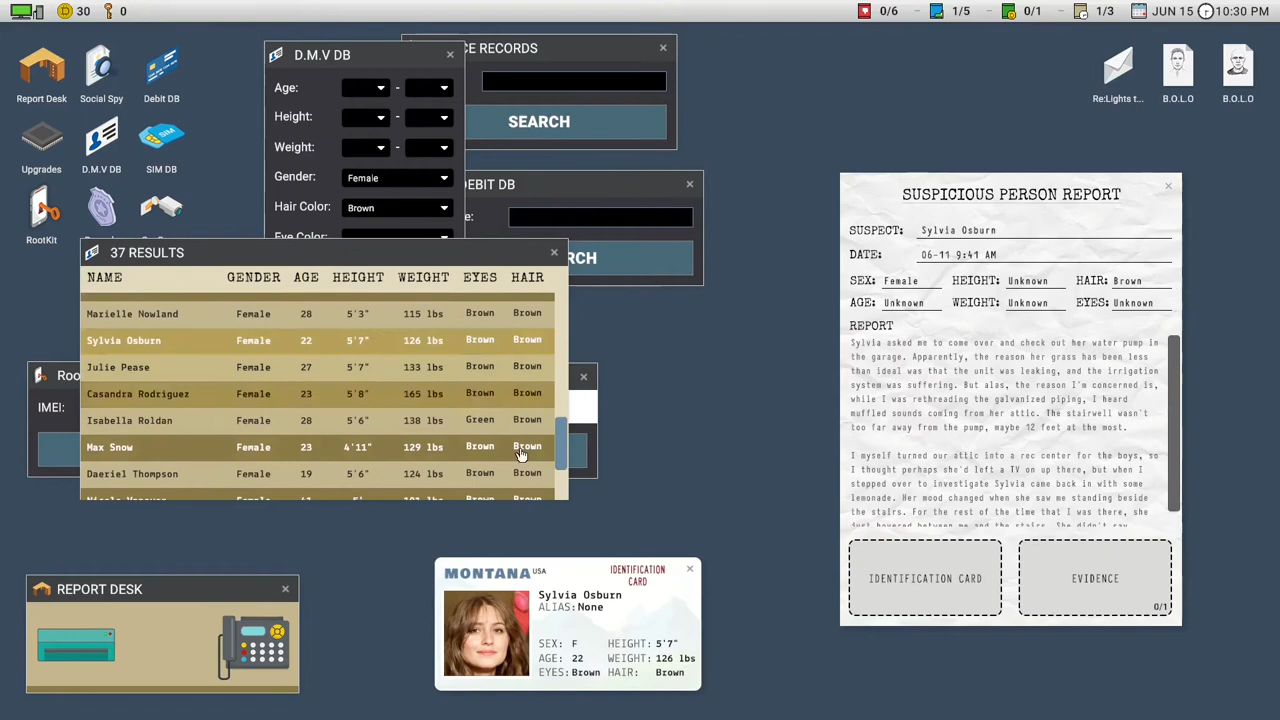 30
0
0/6
1/5
0/1
1/3
JUN 15
10:30 PM
Report Desk
Social Spy
Debit DB
Upgrades
D.M.V DB
SIM DB
RootKit
Re:Lights t...
B.O.L.O
B.O.L.O
D.M.V DB
Age:
-
Height:
-
Weight:
-
Gender:
Female
Hair Color:
Brown
CE RECORDS
SEARCH
DEBIT DB
IMEI:
37 RESULTS
NAME GENDER AGE HEIGHT WEIGHT EYES HAIR
Marielle Nowland Female 28 5'3" 115 lbs Brown Brown
Sylvia Osburn Female 22 5'7" 126 lbs Brown Brown
Julie Pease Female 27 5'7" 133 lbs Brown Brown
Casandra Rodriguez Female 23 5'8" 165 lbs Brown Brown
Isabella Roldan Female 28 5'6" 138 lbs Green Brown
Max Snow Female 23 4'11" 129 lbs Brown Brown
Daeriel Thompson Female 19 5'6" 124 lbs Brown Brown
REPORT DESK
MONTANA USA
IDENTIFICATION
CARD
Sylvia Osburn
ALIAS: None
SEX: F HEIGHT: 5'7"
AGE: 22 WEIGHT: 126 lbs
EYES: Brown HAIR: Brown
SUSPICIOUS PERSON REPORT
SUSPECT: Sylvia Osburn
DATE: 06-11 9:41 AM
SEX: Female HEIGHT: Unknown HAIR: Brown
AGE: Unknown WEIGHT: Unknown EYES: Unknown
REPORT
Sylvia asked me to come over and check out her water pump in
the garage. Apparently, the reason her grass has been less
than ideal was that the unit was leaking, and the irrigation
system was suffering. But alas, the reason I'm concerned is,
while I was rethreading the galvanized piping, I heard
muffled sounds coming from her attic. The stairwell wasn't
too far away from the pump, maybe 12 feet at the most.
I myself turned our attic into a rec center for the boys, so
I thought perhaps she'd left a TV on up there, but when I
stepped over to investigate Sylvia came back in with some
lemonade. Her mood changed when she saw me standing beside
the stairs. For the rest of the time that I was there, she
just hovered between me and the stairs. She didn't say
IDENTIFICATION CARD
EVIDENCE
0/1